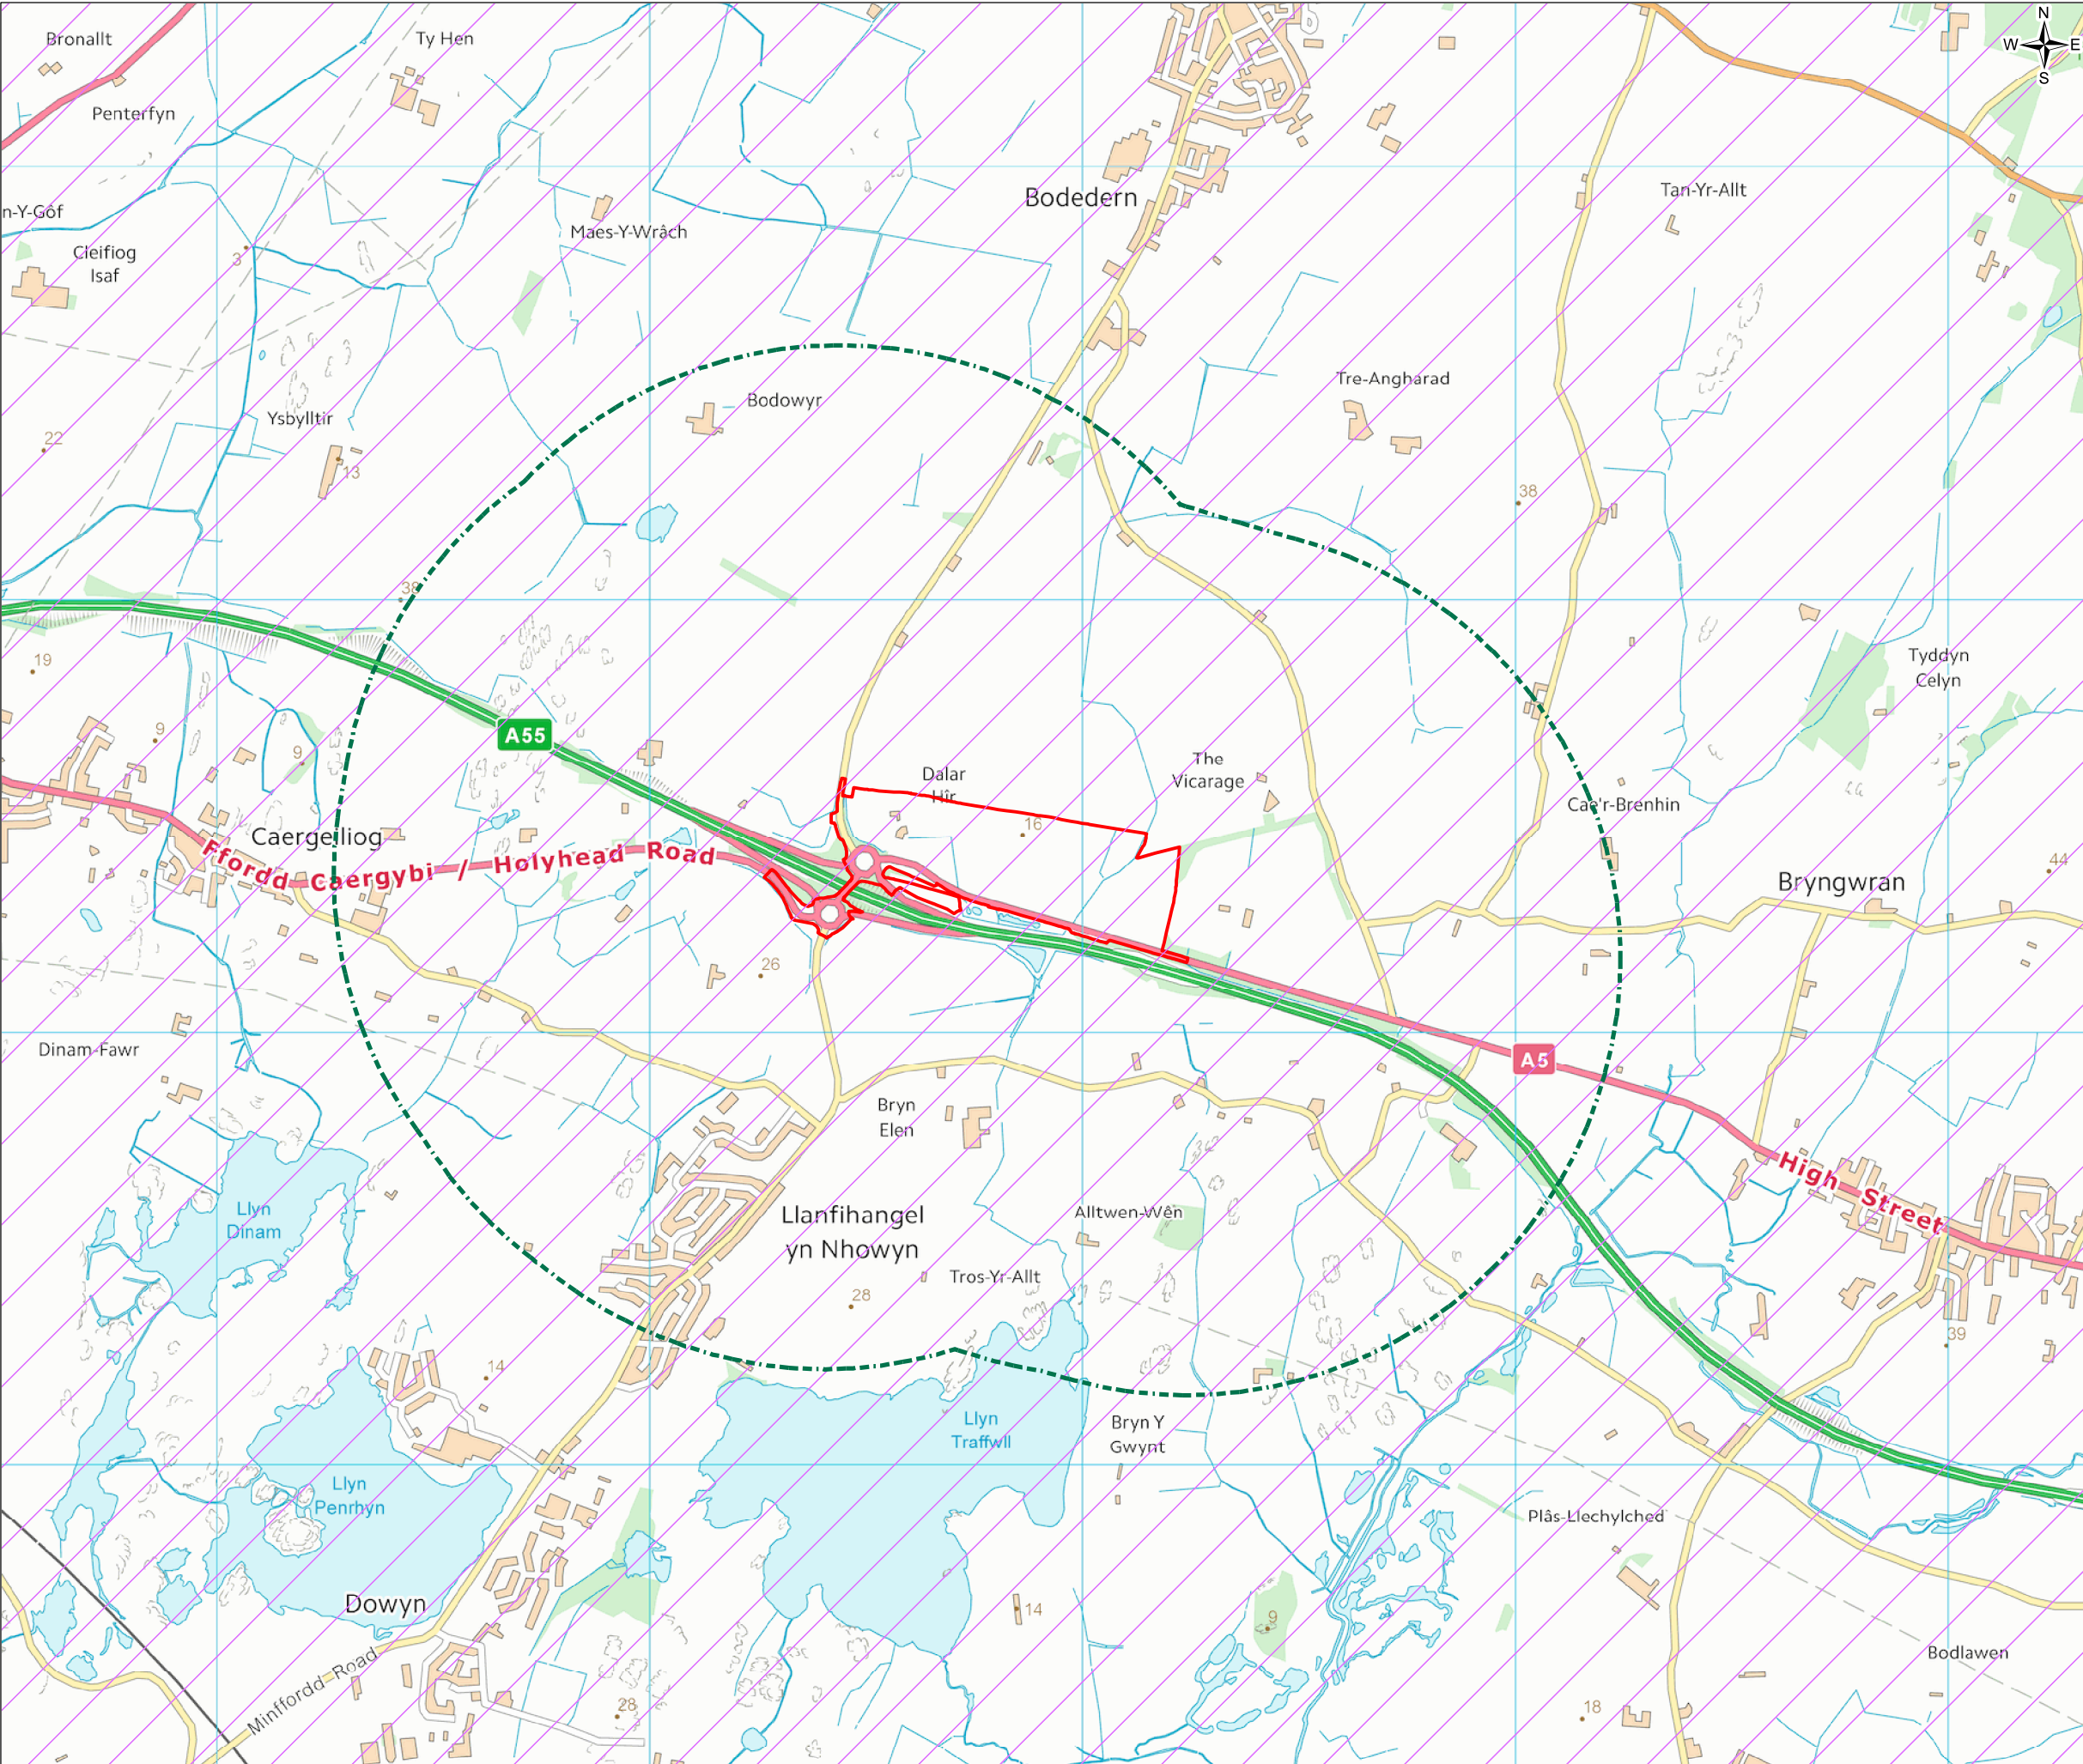 Bronallt
Ty Hen
N
W E
S
Penterfyn
Bodedern
Tan-Yr-Allt
n-Y-Gôf
Maes-Y-Wrâch
Cleifiog
Isaf
3
Tre-Angharad
Bodowyr
Ysbylltir
22
13
38
38
19
Tyddyn
Celyn
9
9
A55
The
Vicarage
Dalar
Hîr
16
Cae'r-Brenhin
Caergeiliog
Ffordd Caergybi / Holyhead Road
44
Bryngwran
26
Dinam-Fawr
A5
Bryn
Elen
High Street
Llyn
Dinam
Llanfihangel
yn Nhowyn
Alltwen-Wên
Tros-Yr-Allt
28
39
14
Llyn
Traffwll
Bryn Y
Gwynt
Llyn
Penrhyn
Plâs-Llechylched
Dowyn
14
9
Minffordd Road
Bodlawen
28
18